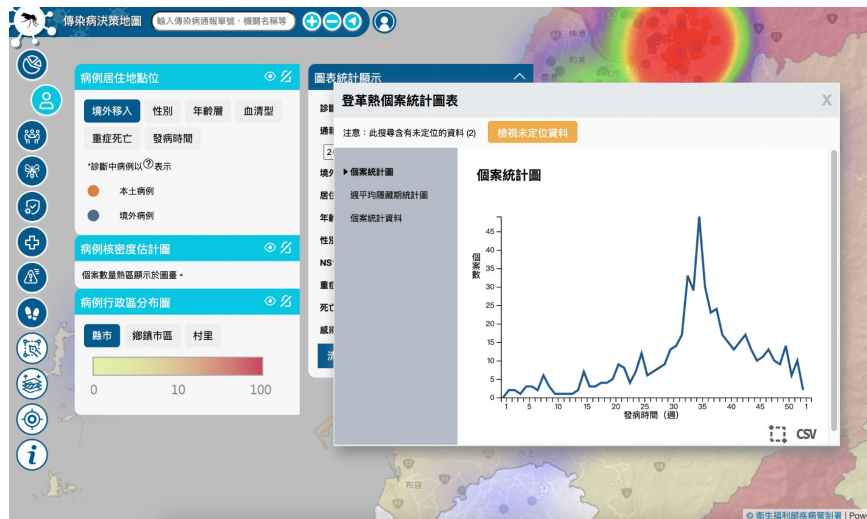 傳染病決策地圖
輸入傳染病通報單號、機關名稱等
病例居住地點位
境外移入 性別 年齡層 血清型
重症死亡 發病時間
*診斷中病例以?表示
本土病例
境外病例
病例核密度估計圖
個案數量熱區顯示於圖臺。
病例行政區分布圖
縣市 鄉鎮市區 村里
0 10 100
圖表統計顯示
登革熱個案統計圖表
X
注意：此搜尋含有未定位的資料 (2)
檢視未定位資料
個案統計圖
週平均隱藏期統計圖
個案統計資料
個案統計圖
個案數
45
40
35
30
25
20
15
10
5
0
1 5 10 15 20 25 30 35 40 45 50 1
發病時間 (週)
CSV
伸港
和美
水上
布袋
© 衛生福利部疾病管制署 | Pow